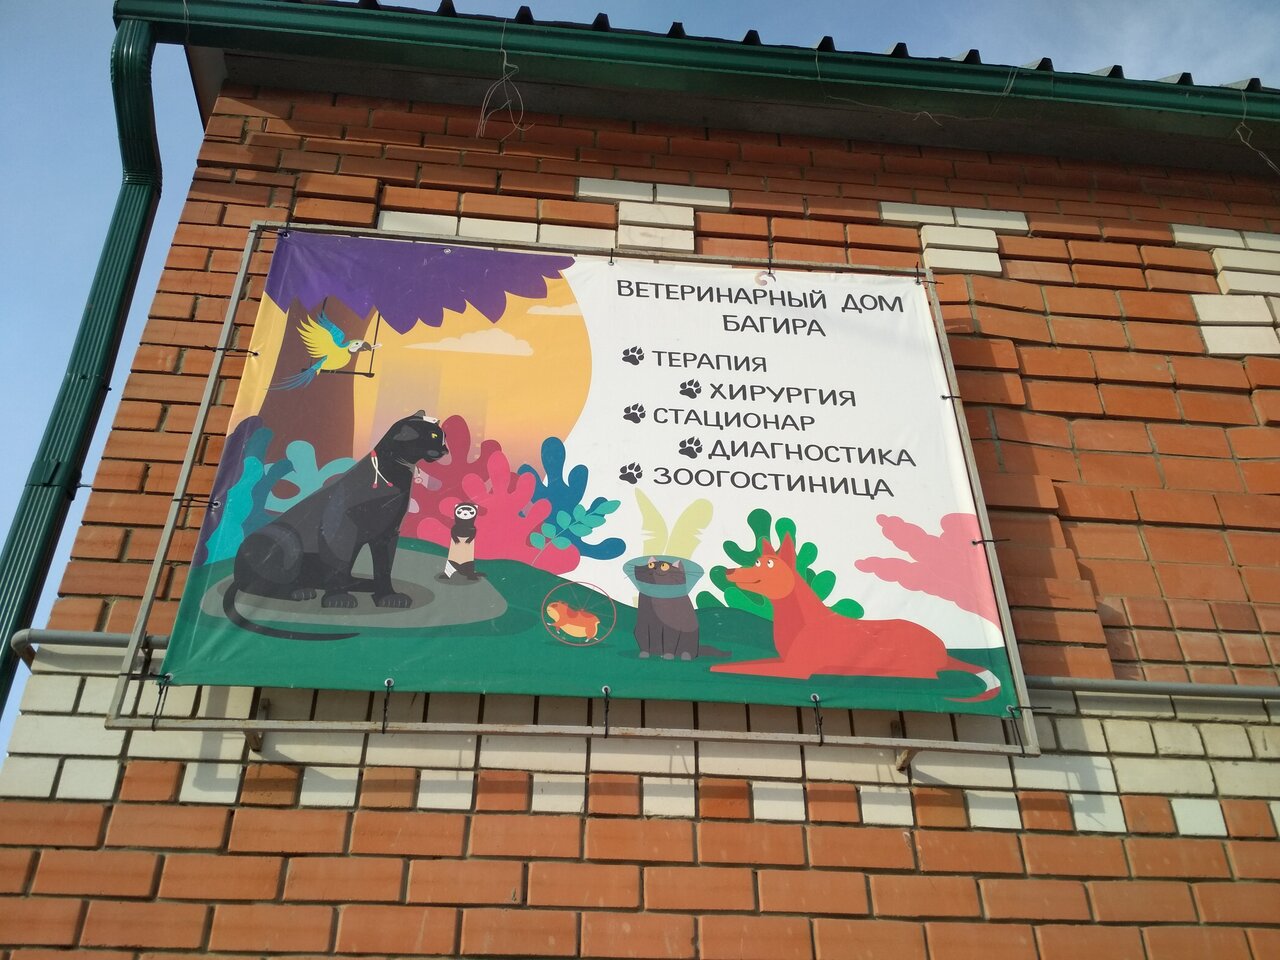 ВЕТЕРИНАРНЫЙ ДОМ
БАГИРА
ТЕРАПИЯ
ХИРУРГИЯ
СТАЦИОНАР
ДИАГНОСТИКА
ЗООГОСТИНИЦА